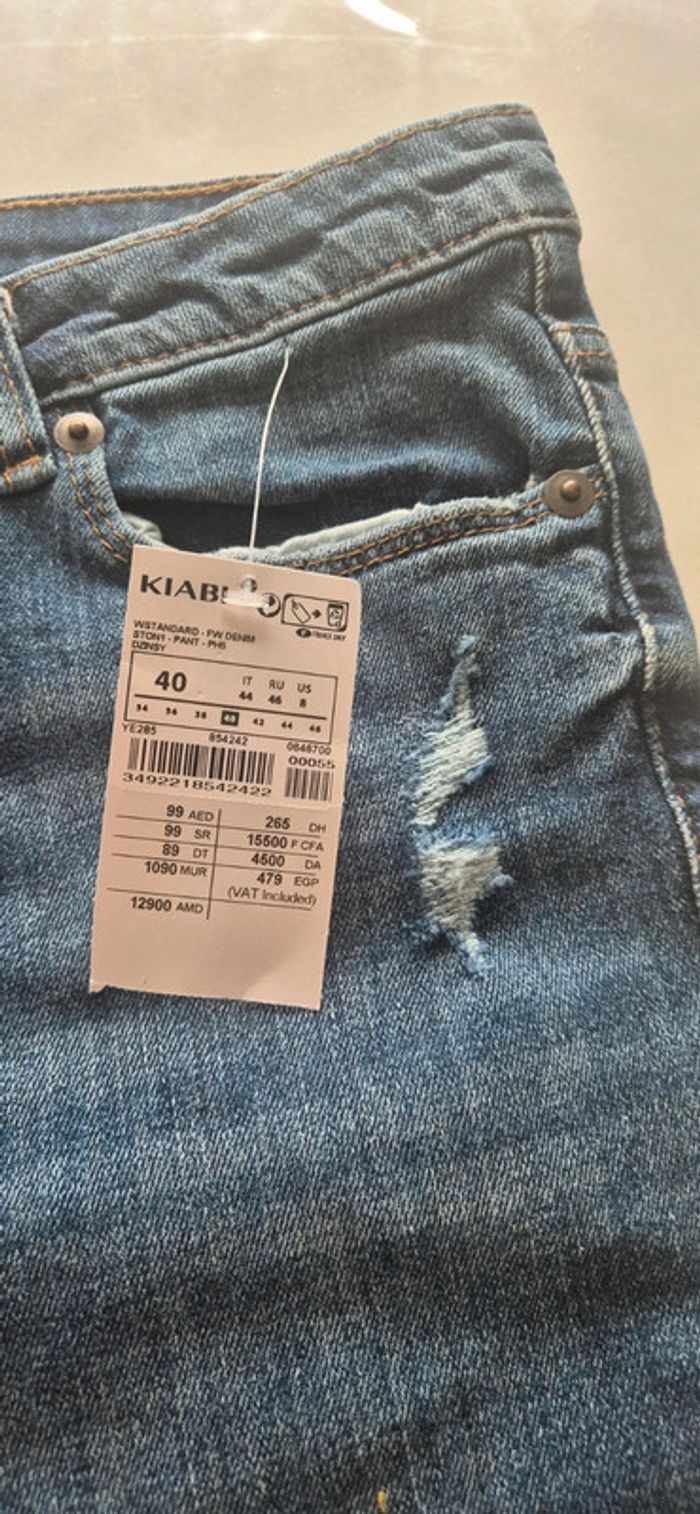 KIABI
WSTANDARD - FW DENIM
STON1 - PANT - PH6
DZINSY
40 IT RU US
44 46 8
34 36 38 40 42 44 46
YE285 854242 0646700
00055
3492218542422
99 AED 265 DH
99 SR 15500 F CFA
89 DT 4500 DA
1090 MUR 479 EGP
(VAT Included)
12900 AMD